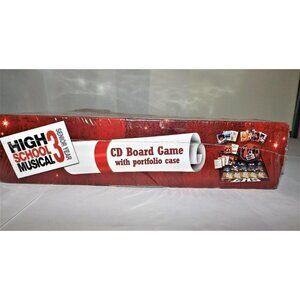 HIGH
SCHOOL
MUSICAL
3
SENIOR YEAR
CD Board Game
with portfolio case